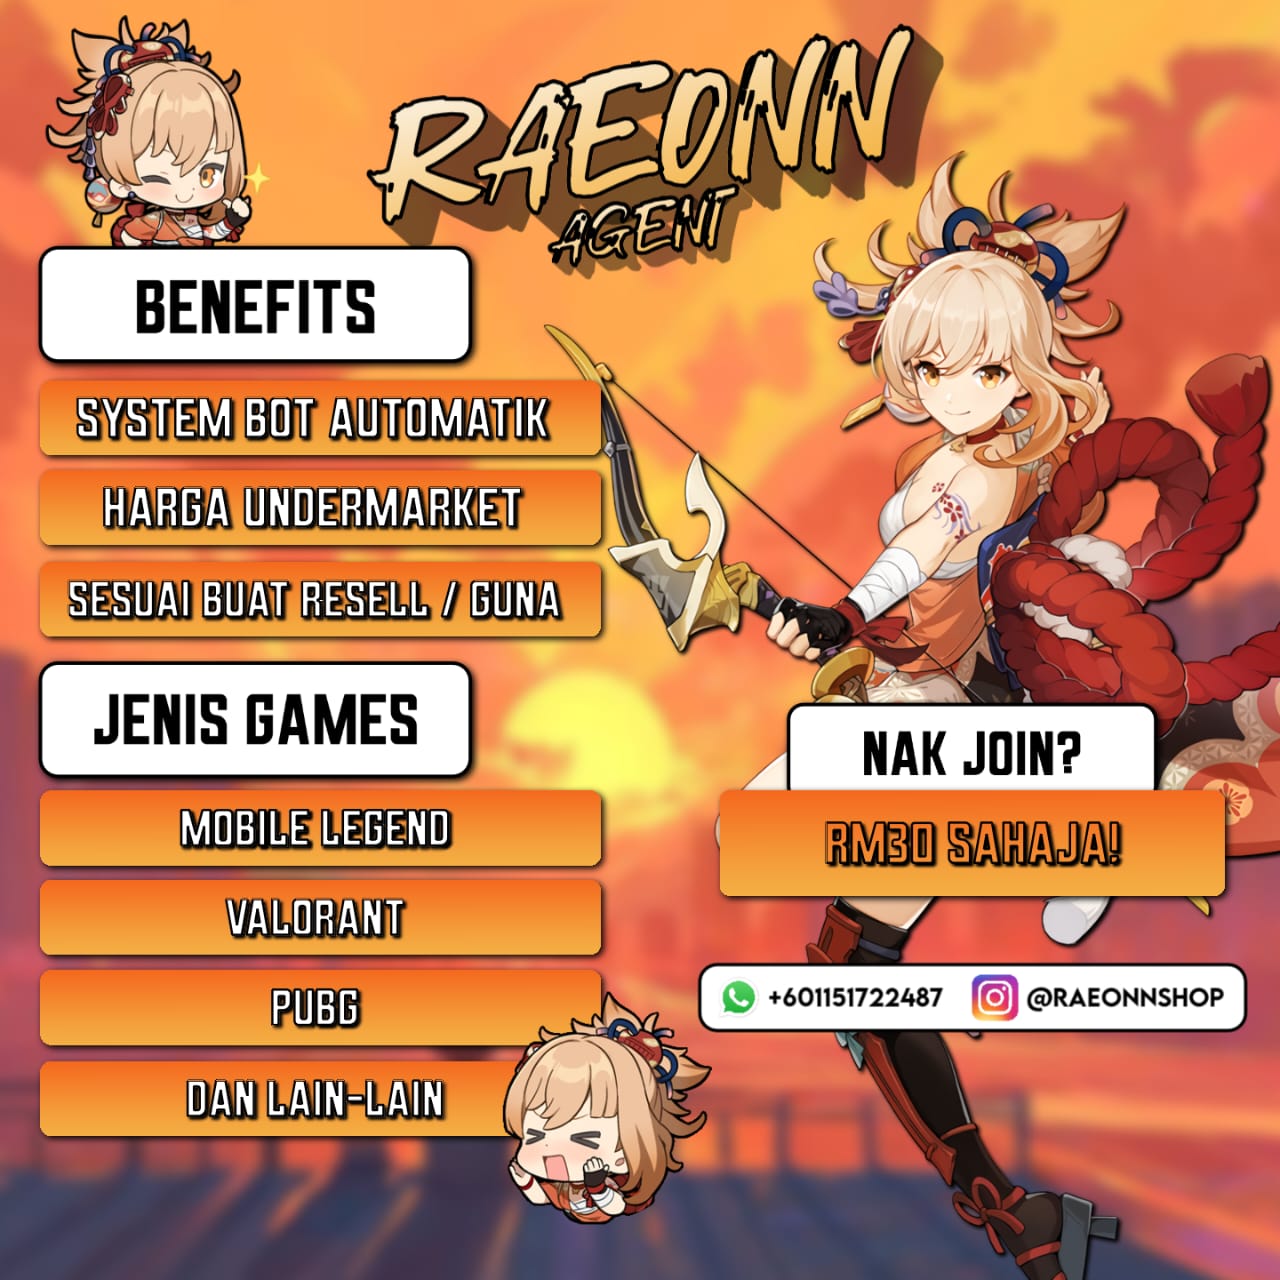 RAEONN
AGENT
BENEFITS
SYSTEM BOT AUTOMATIK
HARGA UNDERMARKET
SESUAI BUAT RESELL / GUNA
JENIS GAMES
MOBILE LEGEND
VALORANT
PUBG
DAN LAIN-LAIN
NAK JOIN?
RM30 SAHAJA!
+601151722487 @RAEONNSHOP